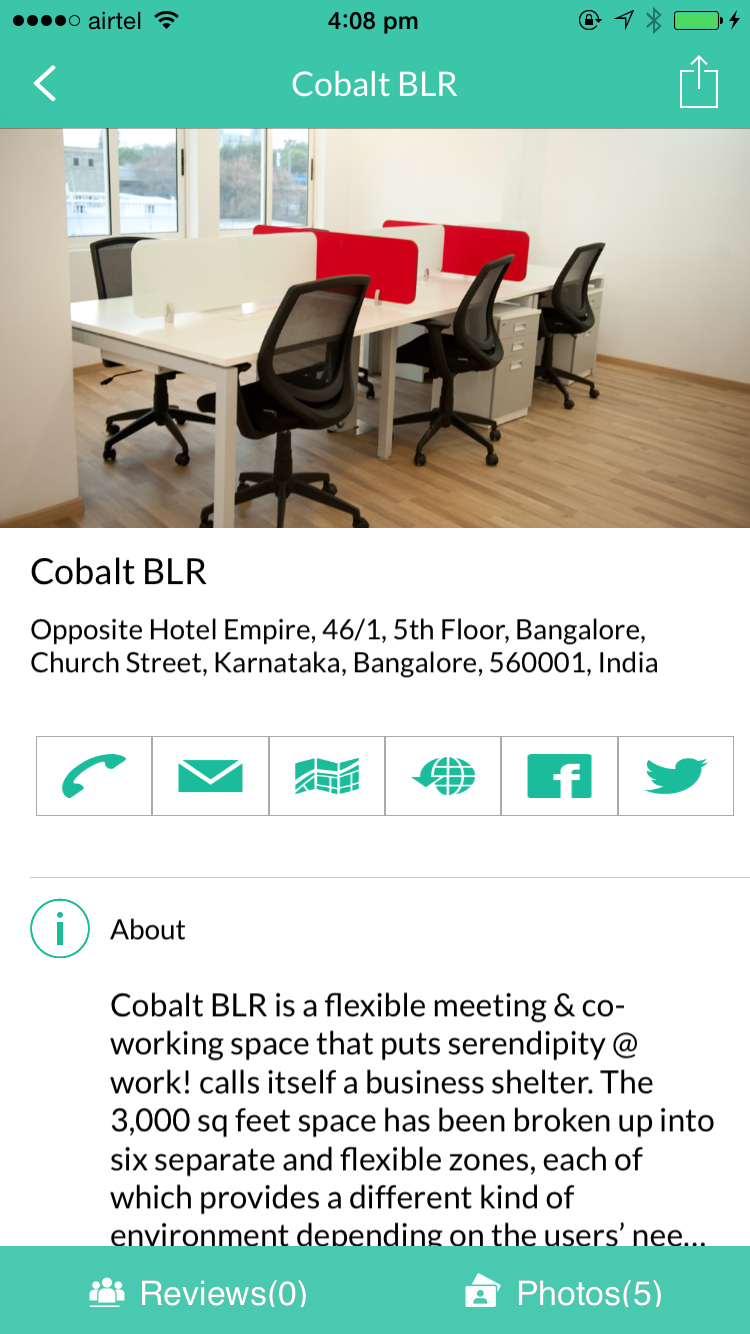 airtel 4:08 pm
Cobalt BLR
Cobalt BLR
Opposite Hotel Empire, 46/1, 5th Floor, Bangalore,
Church Street, Karnataka, Bangalore, 560001, India
About
Cobalt BLR is a flexible meeting & co-
working space that puts serendipity @
work! calls itself a business shelter. The
3,000 sq feet space has been broken up into
six separate and flexible zones, each of
which provides a different kind of
environment depending on the users’ nee...
Reviews(0) Photos(5)